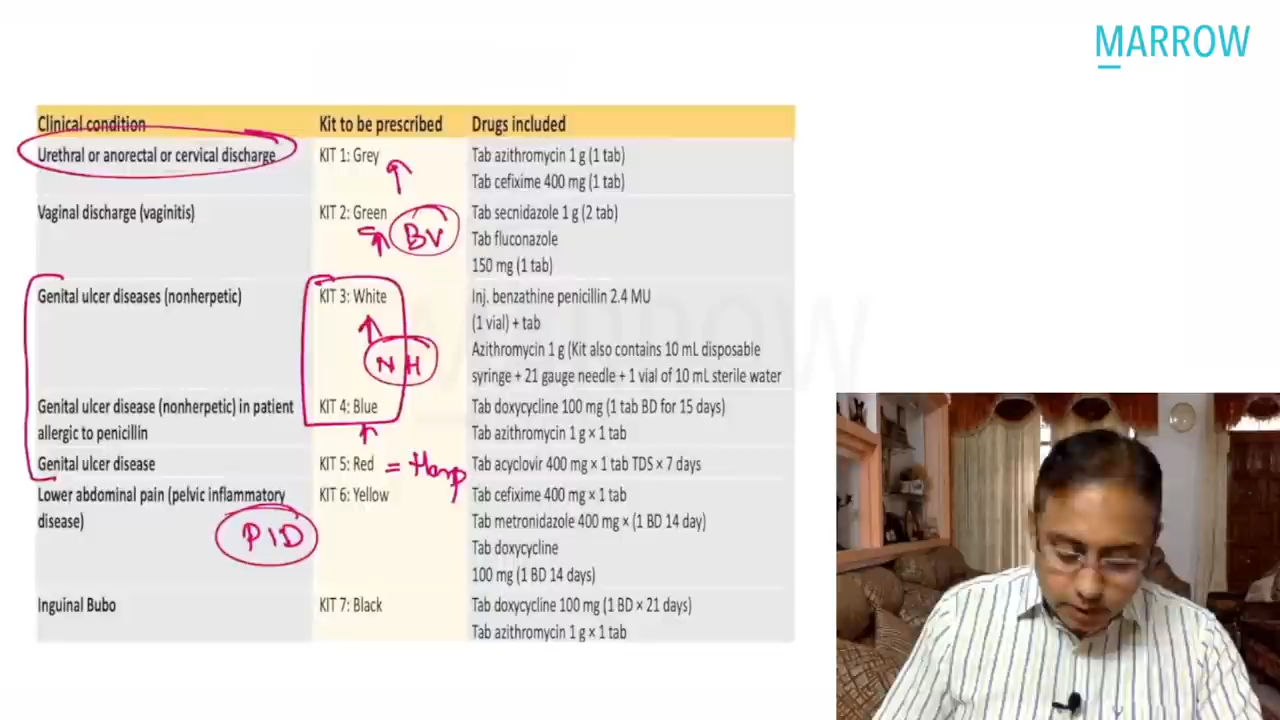 MARROW
Clinical condition Kit to be prescribed Drugs included
Urethral or anorectal or cervical discharge KIT 1: Grey Tab azithromycin 1 g (1 tab)
Tab cefixime 400 mg (1 tab)
Vaginal discharge (vaginitis) KIT 2: Green Tab secnidazole 1 g (2 tab)
BV Tab fluconazole
150 mg (1 tab)
Genital ulcer diseases (nonherpetic) KIT 3: White Inj. benzathine penicillin 2.4 MU
(1 vial) + tab
NH Azithromycin 1 g (Kit also contains 10 mL disposable
syringe + 21 gauge needle + 1 vial of 10 mL sterile water
Genital ulcer disease (nonherpetic) in patient KIT 4: Blue Tab doxycycline 100 mg (1 tab BD for 15 days)
allergic to penicillin Tab azithromycin 1 g × 1 tab
Genital ulcer disease KIT 5: Red = Herp Tab acyclovir 400 mg × 1 tab TDS × 7 days
Lower abdominal pain (pelvic inflammatory KIT 6: Yellow Tab cefixime 400 mg × 1 tab
disease) Tab metronidazole 400 mg × (1 BD 14 day)
PID Tab doxycycline
100 mg (1 BD 14 days)
Inguinal Bubo KIT 7: Black Tab doxycycline 100 mg (1 BD × 21 days)
Tab azithromycin 1 g × 1 tab